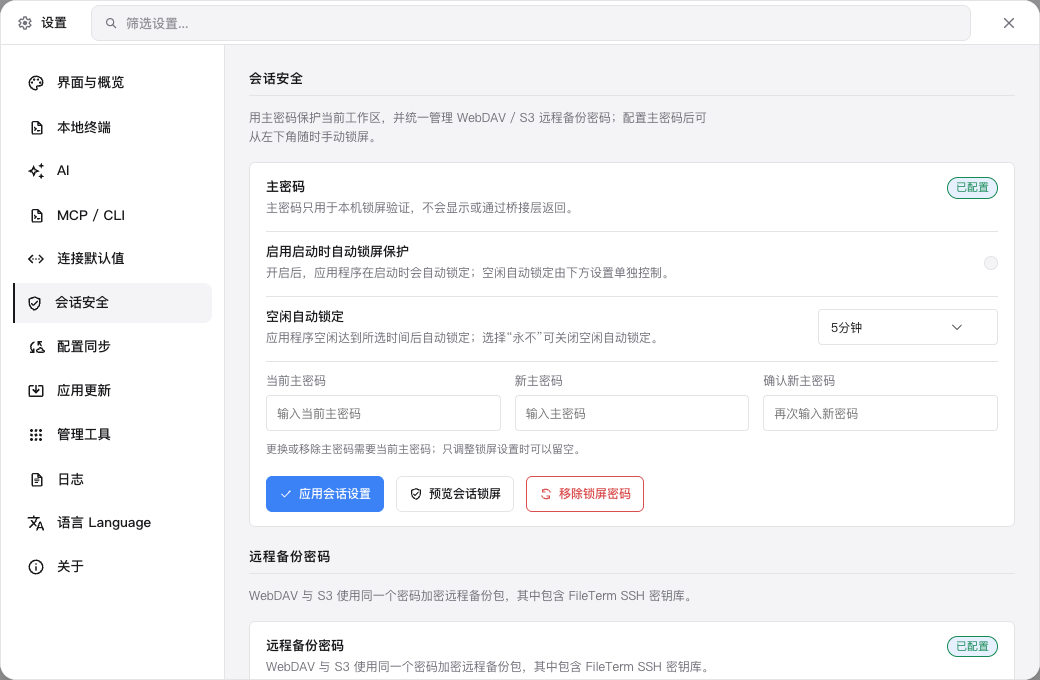 设置
筛选设置...
界面与概览
本地终端
AI
MCP / CLI
连接默认值
会话安全
配置同步
应用更新
管理工具
日志
语言 Language
关于
会话安全
用主密码保护当前工作区，并统一管理 WebDAV / S3 远程备份密码；配置主密码后可
从左下角随时手动锁屏。
主密码
已配置
主密码只用于本机锁屏验证，不会显示或通过桥接层返回。
启用启动时自动锁屏保护
开启后，应用程序在启动时会自动锁定；空闲自动锁定由下方设置单独控制。
空闲自动锁定
应用程序空闲达到所选时间后自动锁定；选择“永不”可关闭空闲自动锁定。
5分钟
当前主密码
新主密码
确认新主密码
输入当前主密码
输入主密码
再次输入新密码
更换或移除主密码需要当前主密码；只调整锁屏设置时可以留空。
应用会话设置
预览会话锁屏
移除锁屏密码
远程备份密码
WebDAV 与 S3 使用同一个密码加密远程备份包，其中包含 FileTerm SSH 密钥库。
远程备份密码
已配置
WebDAV 与 S3 使用同一个密码加密远程备份包，其中包含 FileTerm SSH 密钥库。